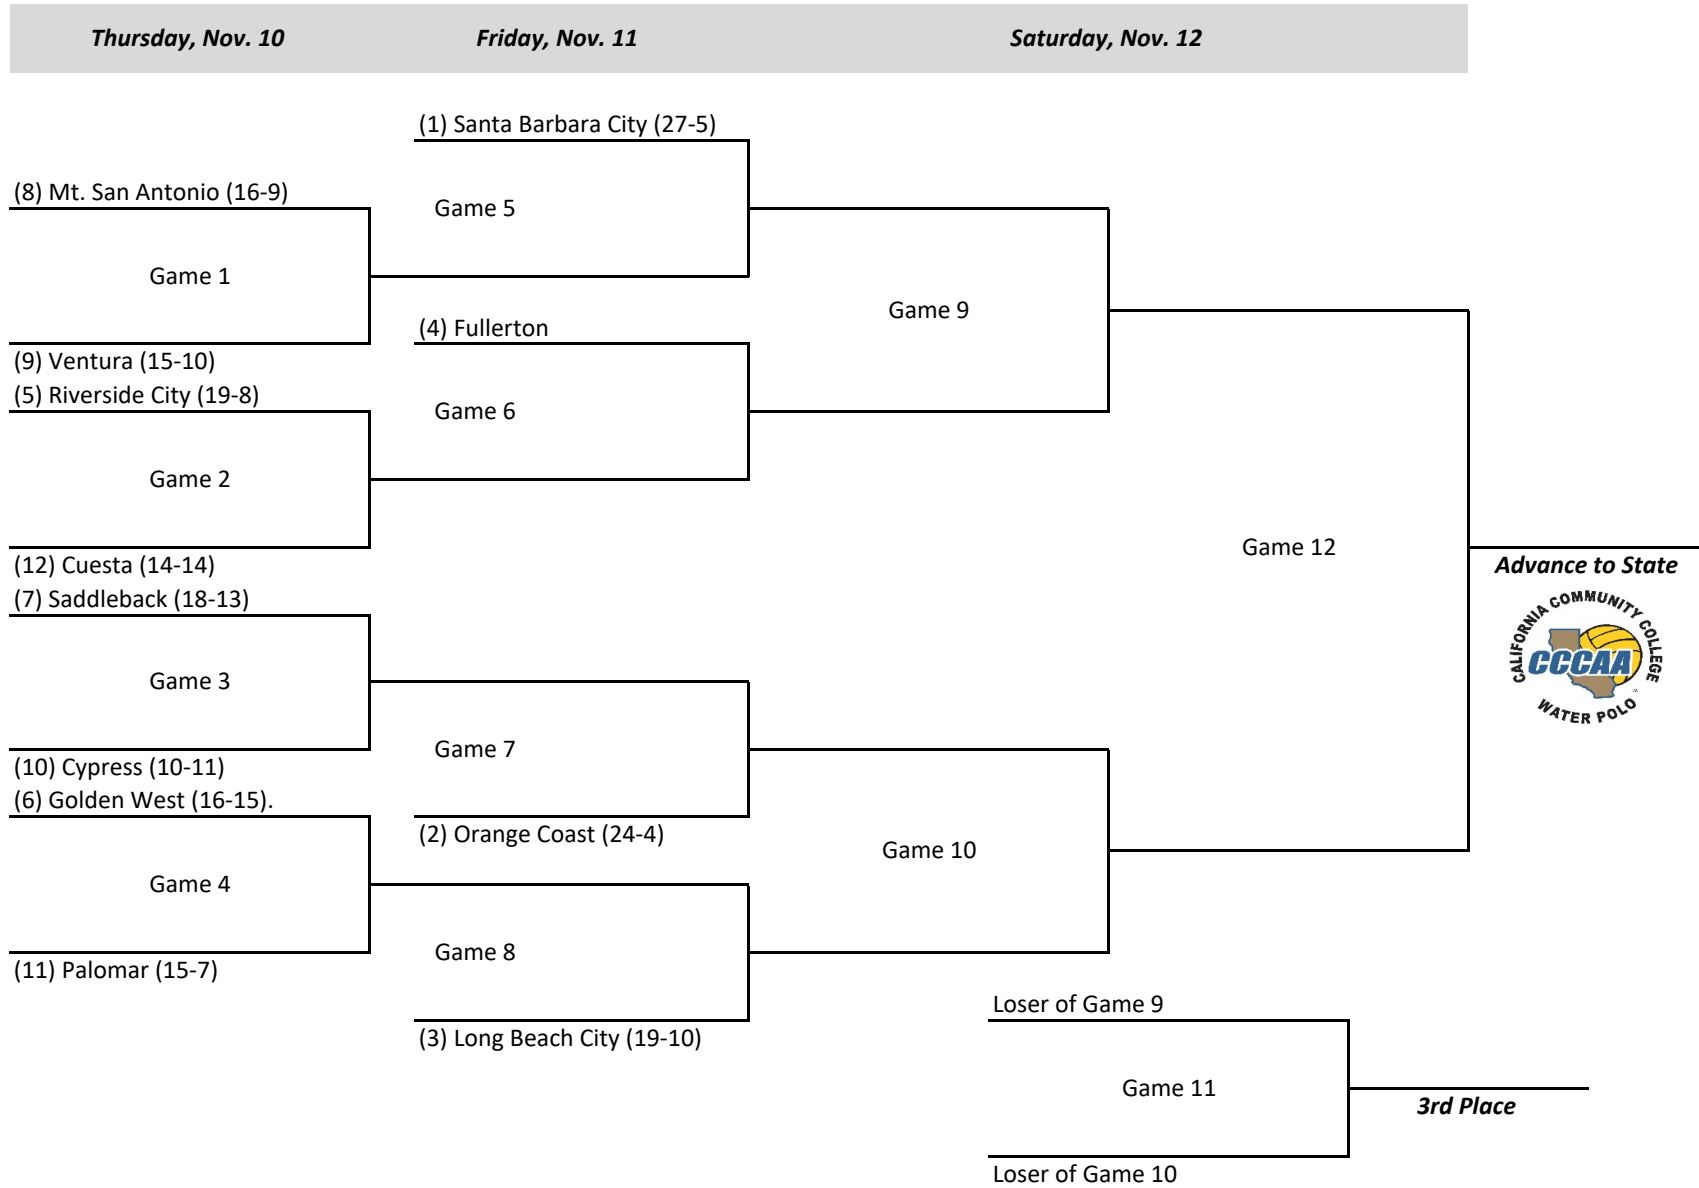 Thursday, Nov. 10
Friday, Nov. 11
Saturday, Nov. 12
(1) Santa Barbara City (27-5)
(8) Mt. San Antonio (16-9)
Game 5
Game 1
Game 9
(4) Fullerton
(9) Ventura (15-10)
(5) Riverside City (19-8)
Game 6
Game 2
Game 12
(12) Cuesta (14-14)
Advance to State
(7) Saddleback (18-13)
CALIFORNIA COMMUNITY COLLEGE
CCCAA
WATER POLO
Game 3
Game 7
(10) Cypress (10-11)
(6) Golden West (16-15).
(2) Orange Coast (24-4)
Game 10
Game 4
Game 8
(11) Palomar (15-7)
Loser of Game 9
(3) Long Beach City (19-10)
Game 11
3rd Place
Loser of Game 10